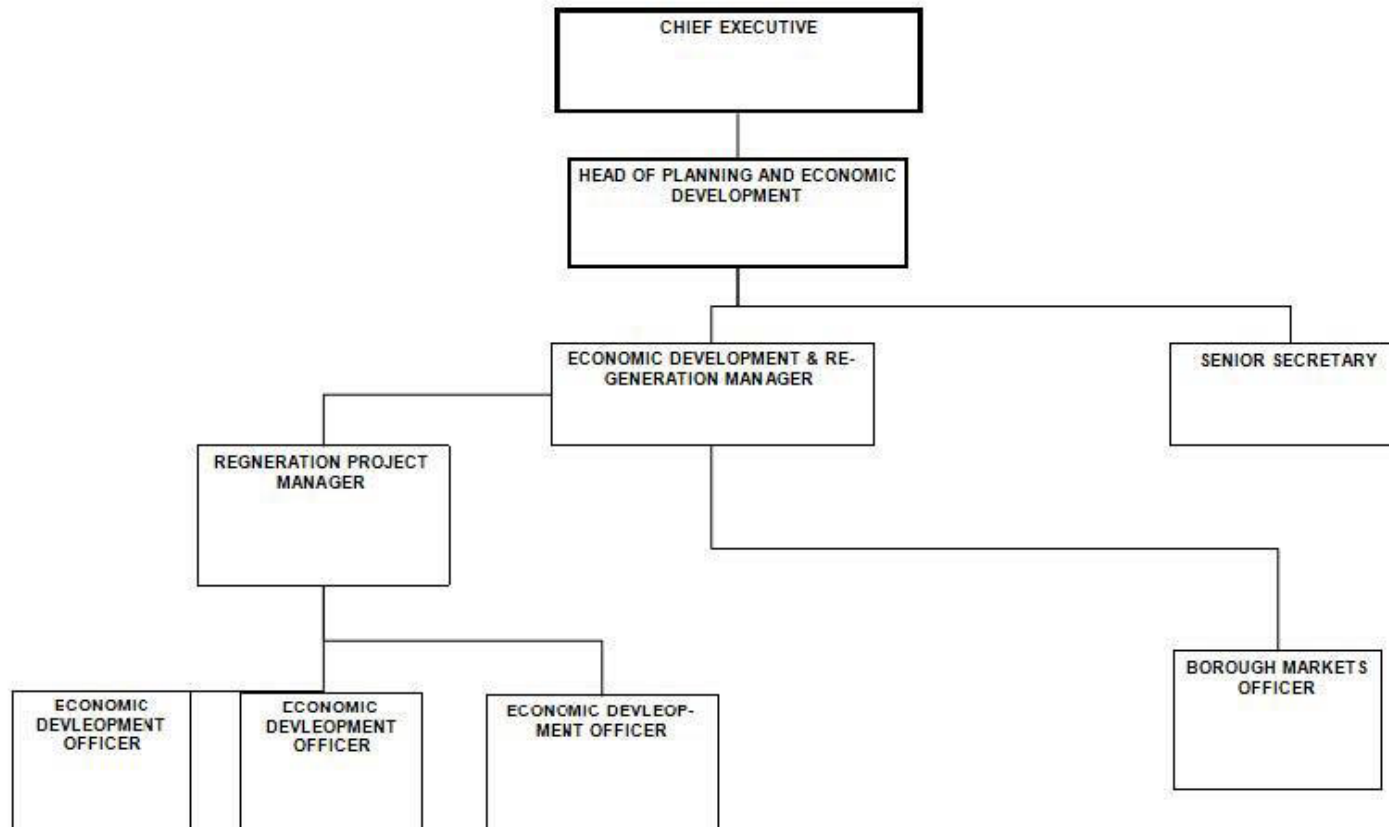 CHIEF EXECUTIVE
HEAD OF PLANNING AND ECONOMIC
DEVELOPMENT
ECONOMIC DEVELOPMENT & RE-
GENERATION MANAGER
SENIOR SECRETARY
REGNERATION PROJECT
MANAGER
BOROUGH MARKETS
OFFICER
ECONOMIC
DEVLEOPMENT
OFFICER
ECONOMIC
DEVLEOPMENT
OFFICER
ECONOMIC DEVLEOP-
MENT OFFICER